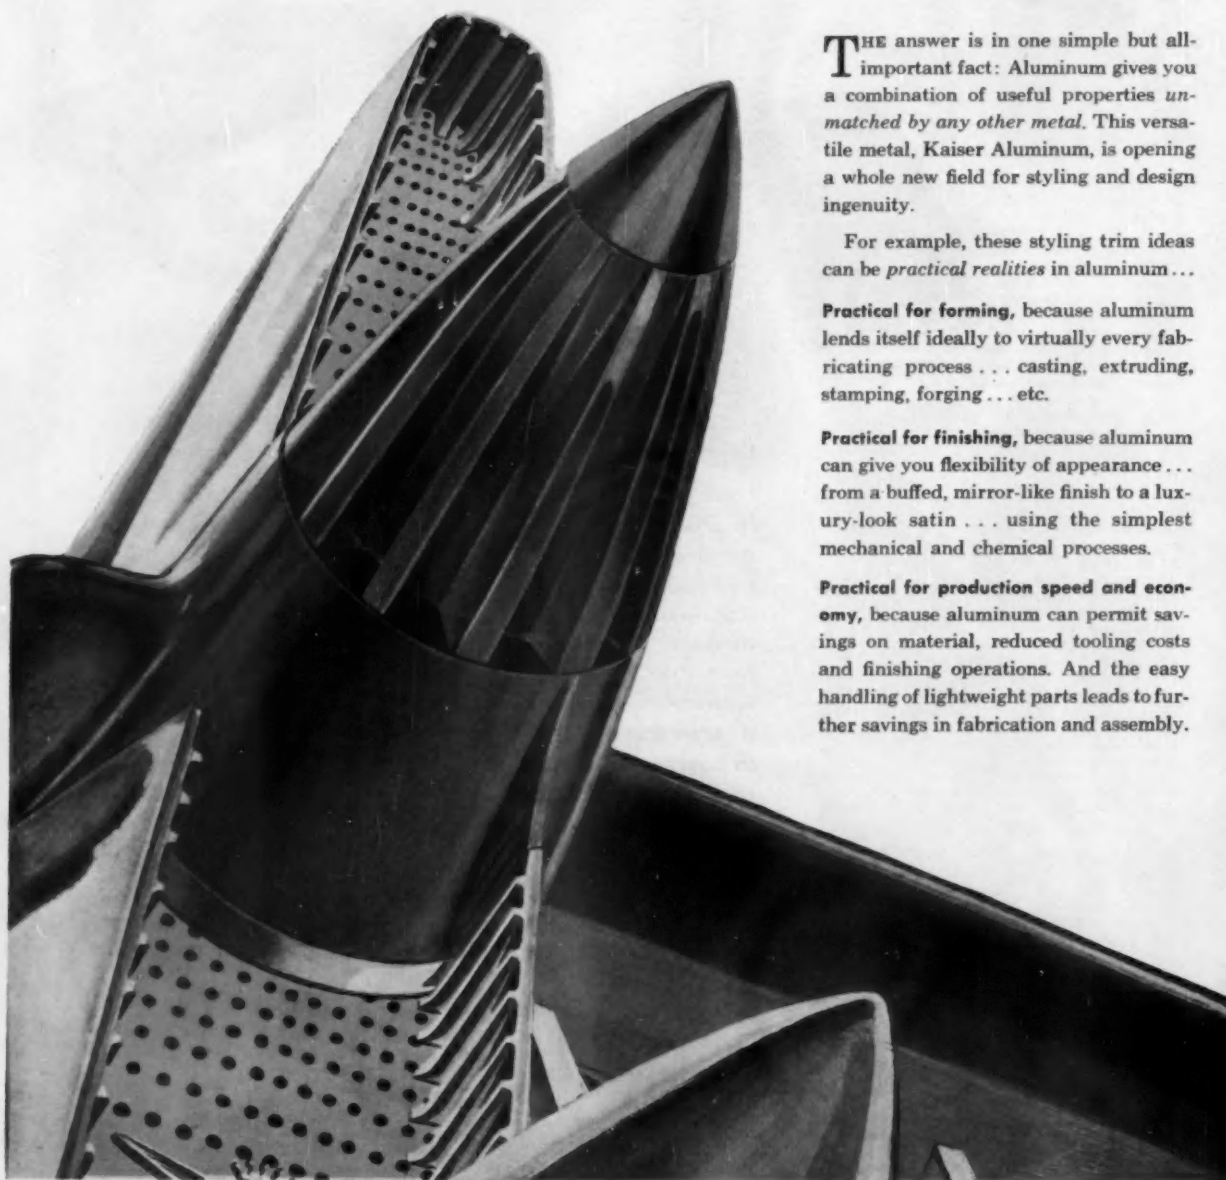 THE answer is in one simple but all-
important fact: Aluminum gives you
a combination of useful properties un-
matched by any other metal. This versa-
tile metal, Kaiser Aluminum, is opening
a whole new field for styling and design
ingenuity.
For example, these styling trim ideas
can be practical realities in aluminum...
Practical for forming, because aluminum
lends itself ideally to virtually every fab-
ricating process . . . casting, extruding,
stamping, forging . . . etc.
Practical for finishing, because aluminum
can give you flexibility of appearance . . .
from a buffed, mirror-like finish to a lux-
ury-look satin . . . using the simplest
mechanical and chemical processes.
Practical for production speed and econ-
omy, because aluminum can permit sav-
ings on material, reduced tooling costs
and finishing operations. And the easy
handling of lightweight parts leads to fur-
ther savings in fabrication and assembly.